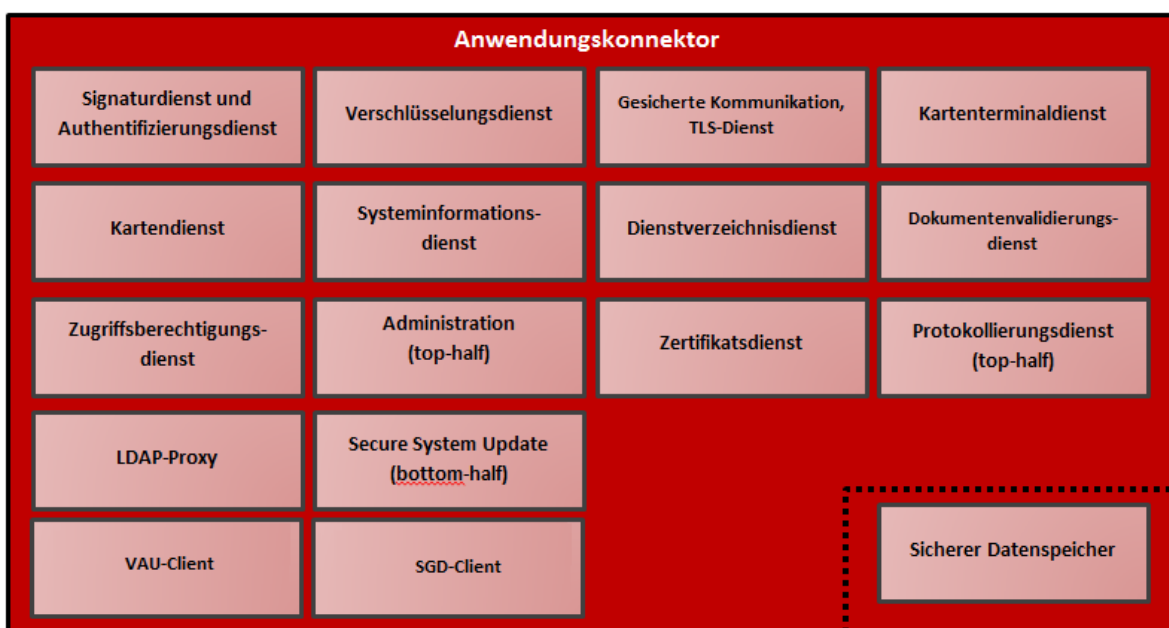 Anwendungskonnektor
Signaturdienst und
Authentifizierungsdienst
Verschlüsselungsdienst
Gesicherte Kommunikation,
TLS-Dienst
Kartenterminaldienst
Kartendienst
Systeminformations-
dienst
Dienstverzeichnisdienst
Dokumentenvalidierungs-
dienst
Zugriffsberechtigungs-
dienst
Administration
(top-half)
Zertifikatsdienst
Protokollierungsdienst
(top-half)
LDAP-Proxy
Secure System Update
(bottom-half)
VAU-Client
SGD-Client
Sicherer Datenspeicher